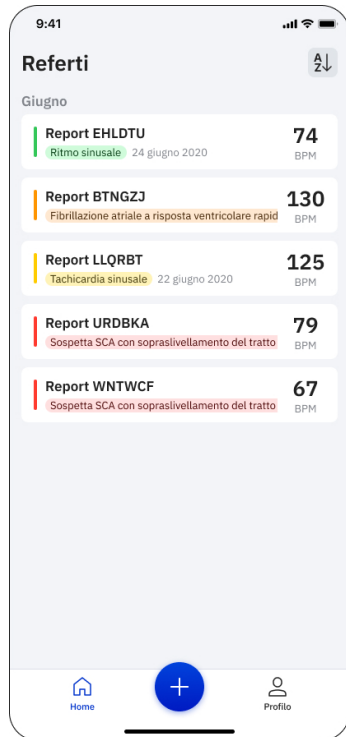 9:41
Referti
A
Z
Giugno
Report EHLDTU
74
Ritmo sinusale 24 giugno 2020
BPM
Report BTNGZJ
130
Fibrillazione atriale a risposta ventricolare rapid
BPM
Report LLQRBT
125
Tachicardia sinusale 22 giugno 2020
BPM
Report URDBKA
79
Sospetta SCA con sopraslivellamento del tratto
BPM
Report WNTWCF
67
Sospetta SCA con sopraslivellamento del tratto
BPM
Home
Profilo